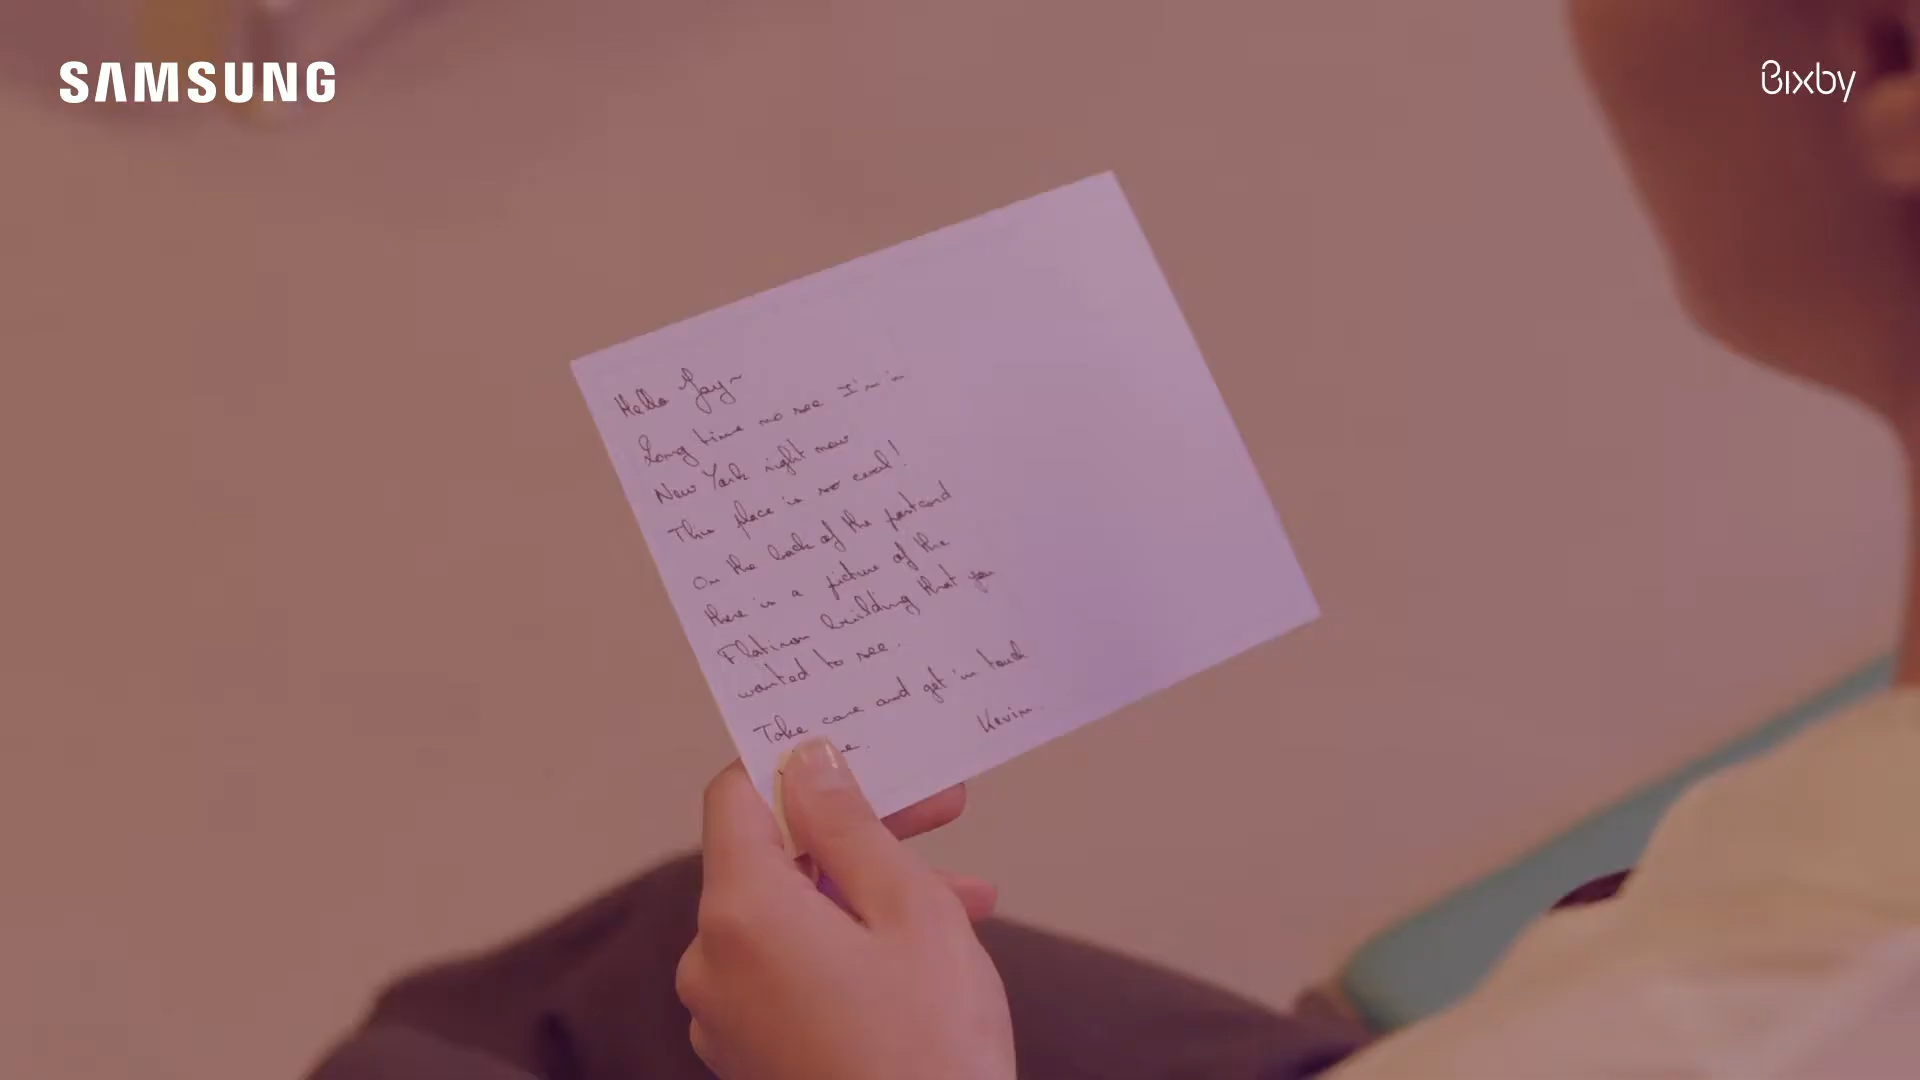 SAMSUNG
Bixby
Hello Jay~
Long time no see I'm in
New York right now
This place is so cool!
On the back of the postcard
there is a picture of the
Flatiron building that you
wanted to see.
Take care and get in touch
Kevin.